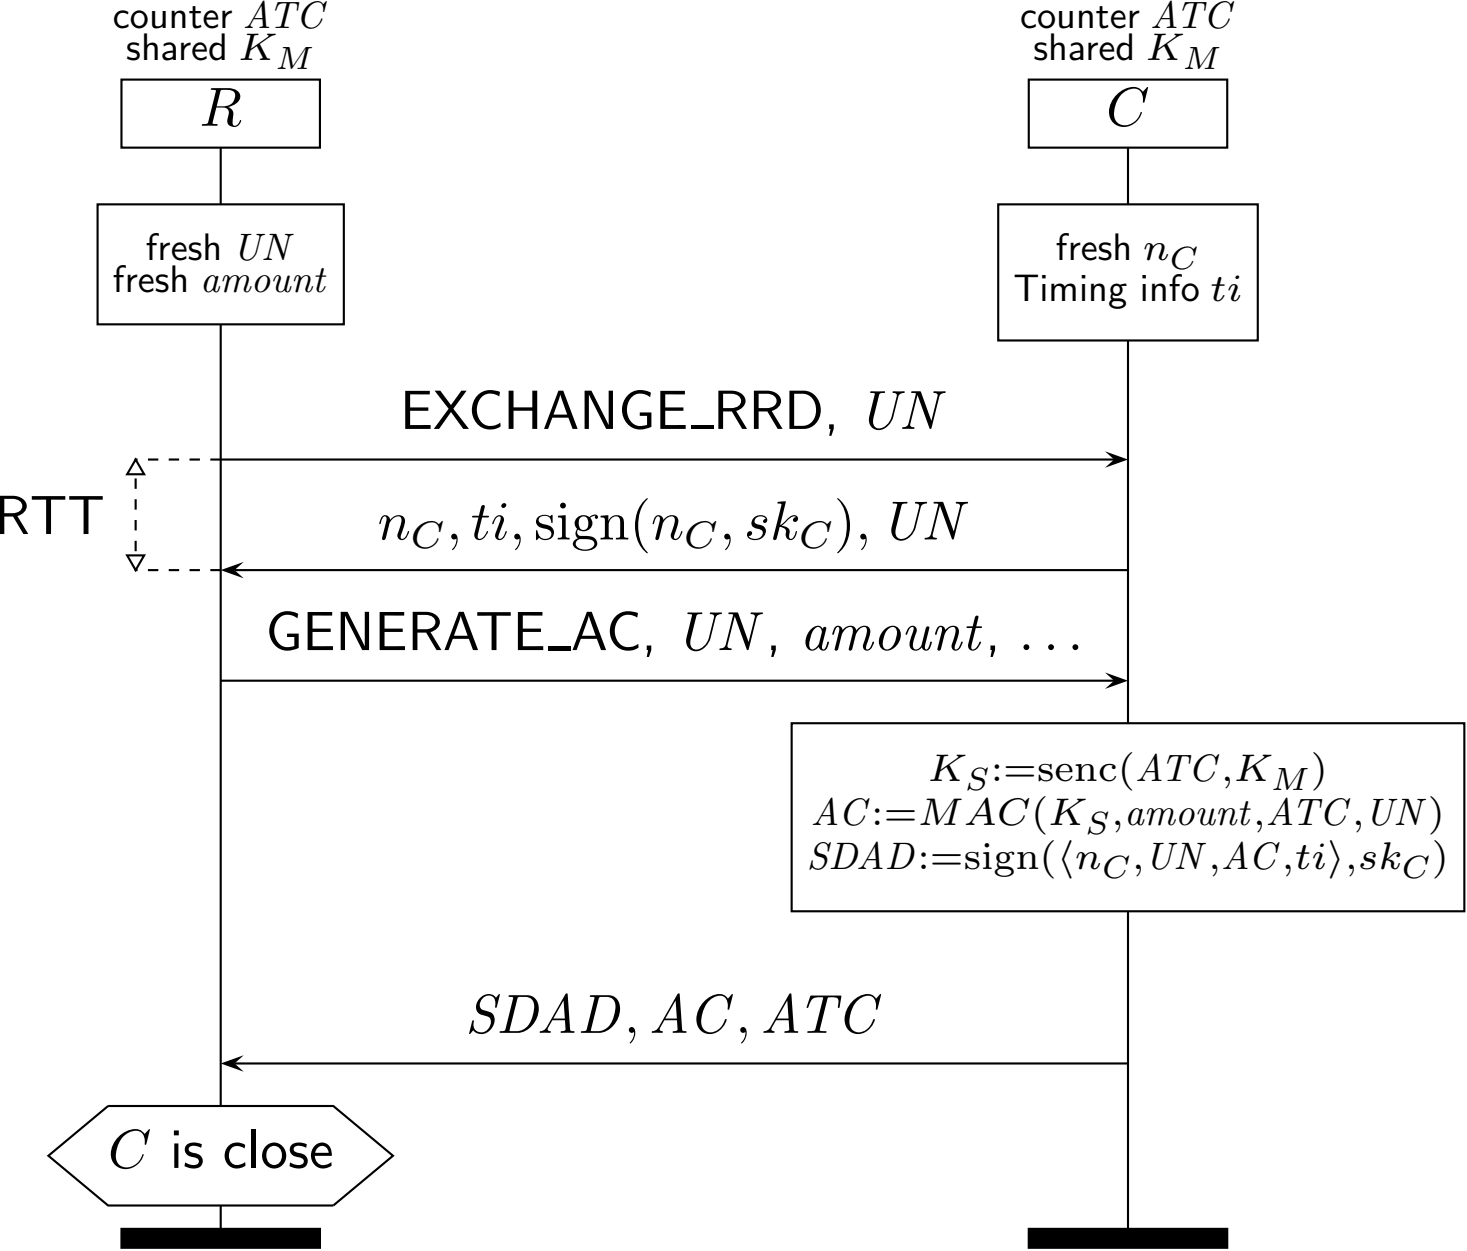 counter ATC
shared K_M
R
counter ATC
shared K_M
C
fresh UN
fresh amount
fresh n_C
Timing info ti
EXCHANGE_RRD, UN
RTT
n_C, ti, sign(n_C, sk_C), UN
GENERATE_AC, UN, amount, ...
K_S:=senc(ATC,K_M)
AC:=MAC(K_S,amount,ATC,UN)
SDAD:=sign(⟨n_C,UN,AC,ti⟩,sk_C)
SDAD, AC, ATC
C is close